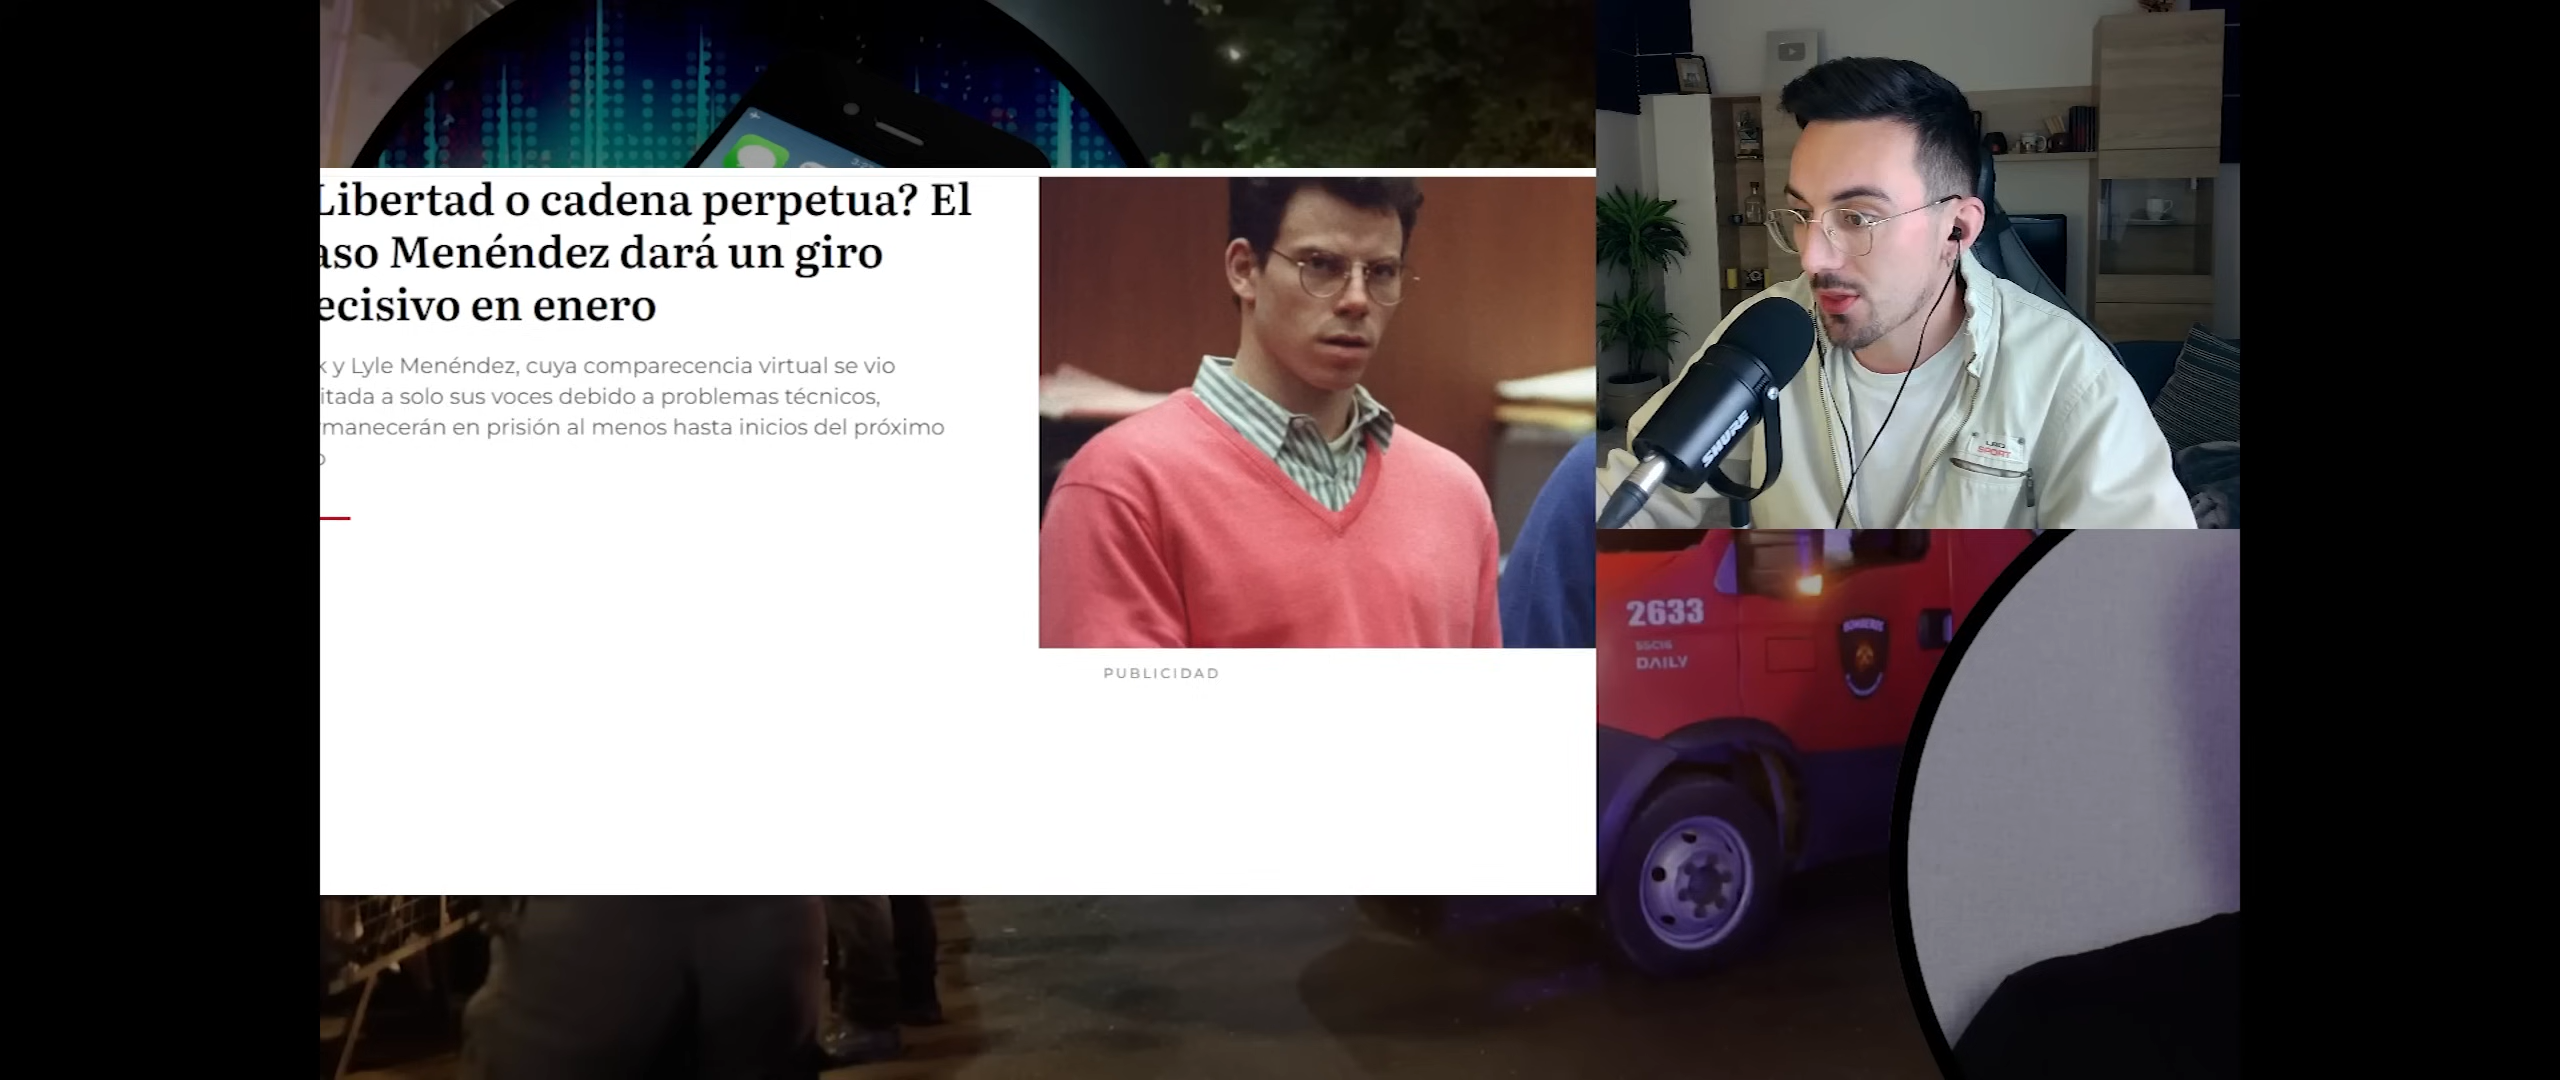 Libertad o cadena perpetua? El
aso Menéndez dará un giro
ecisivo en enero
k y Lyle Menéndez, cuya comparecencia virtual se vio
itada a solo sus voces debido a problemas técnicos,
manecerán en prisión al menos hasta inicios del próximo
o
PUBLICIDAD
SHURE
SPORT
2633
DAILY
BOMBEROS